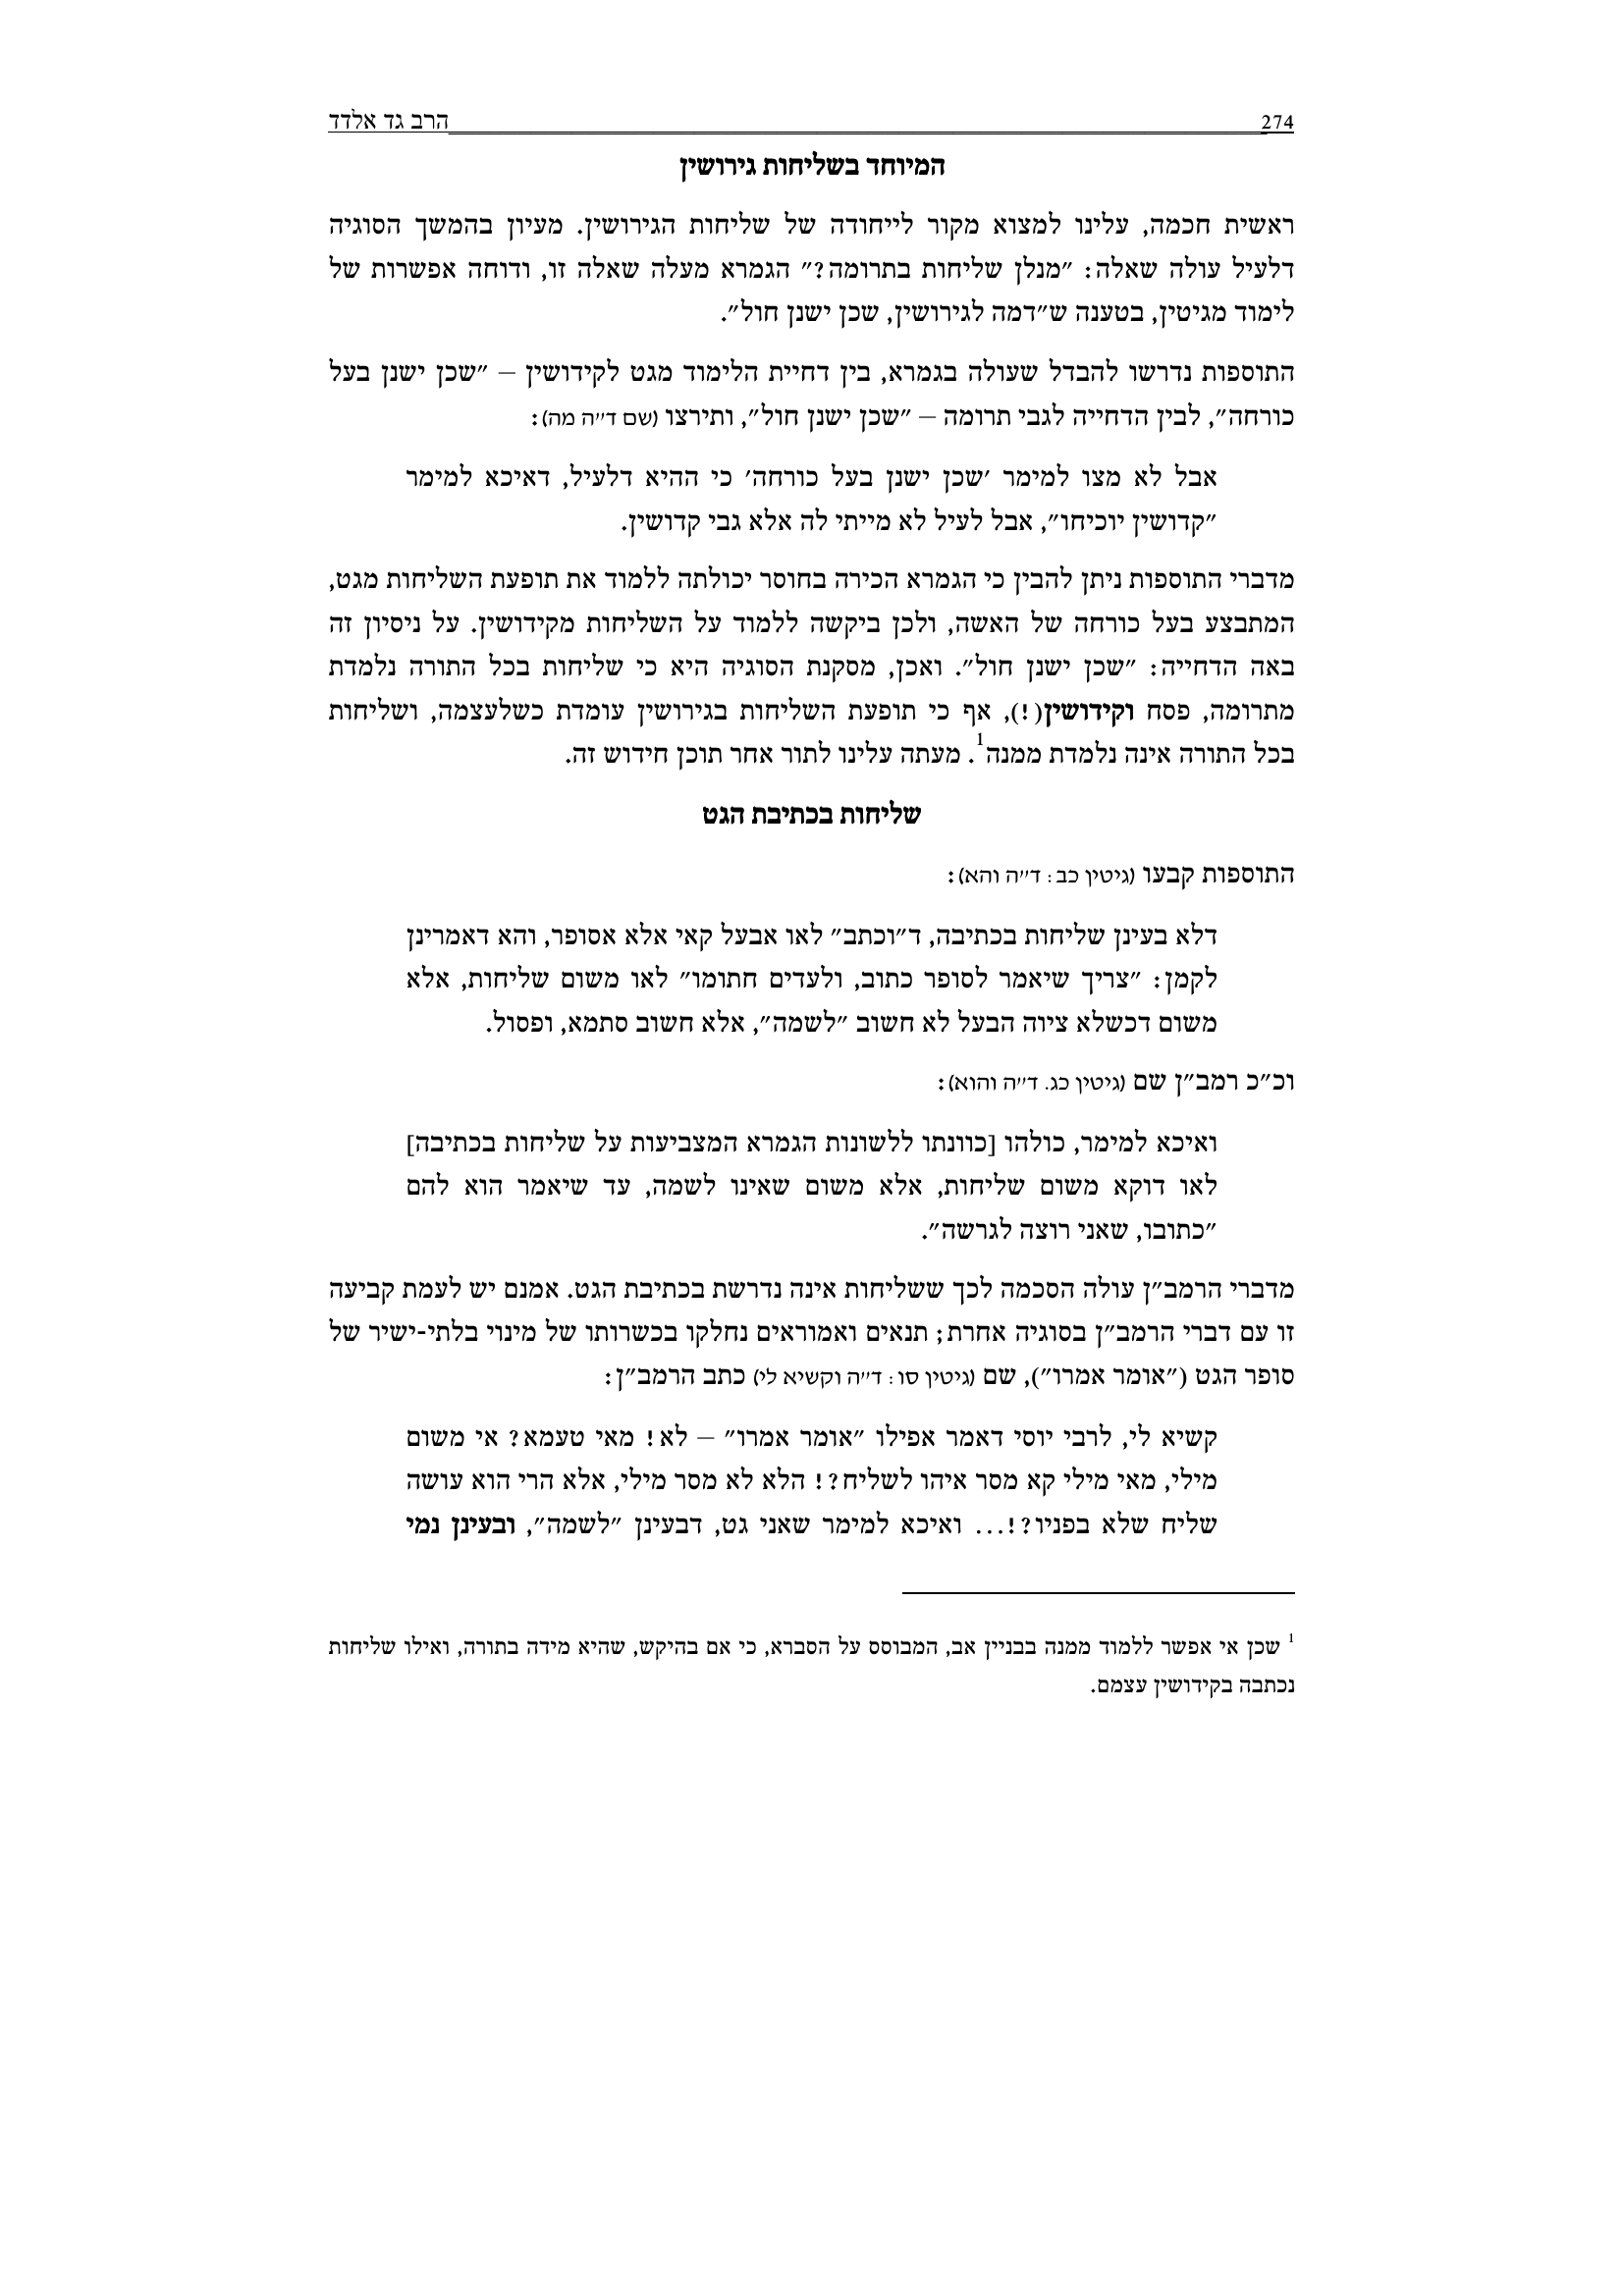 274 הרב גד אלדד
המיוחד בשליחות גירושין
ראשית חכמה, עלינו למצוא מקור לייחודה של שליחות הגירושין. מעיון בהמשך הסוגיה
דלעיל עולה שאלה: "מנלן שליחות בתרומה?" הגמרא מעלה שאלה זו, ודוחה אפשרות של
לימוד מגיטין, בטענה ש"דמה לגירושין, שכן ישנן חול".
התוספות נדרשו להבדל שעולה בגמרא, בין דחיית הלימוד מגט לקידושין – "שכן ישנן בעל
כורחה", לבין הדחייה לגבי תרומה – "שכן ישנן חול", ותירצו (שם ד"ה מה):
אבל לא מצו למימר 'שכן ישנן בעל כורחה' כי ההיא דלעיל, דאיכא למימר
"קדושין יוכיחו", אבל לעיל לא מייתי לה אלא גבי קדושין.
מדברי התוספות ניתן להבין כי הגמרא הכירה בחוסר יכולתה ללמוד את תופעת השליחות מגט,
המתבצע בעל כורחה של האשה, ולכן ביקשה ללמוד על השליחות מקידושין. על ניסיון זה
באה הדחייה: "שכן ישנן חול". ואכן, מסקנת הסוגיה היא כי שליחות בכל התורה נלמדת
מתרומה, פסח וקידושין(!), אף כי תופעת השליחות בגירושין עומדת כשלעצמה, ושליחות
בכל התורה אינה נלמדת ממנה1. מעתה עלינו לתור אחר תוכן חידוש זה.
שליחות בכתיבת הגט
התוספות קבעו (גיטין כב: ד"ה והא):
דלא בעינן שליחות בכתיבה, ד"וכתב" לאו אבעל קאי אלא אסופר, והא דאמרינן
לקמן: "צריך שיאמר לסופר כתוב, ולעדים חתומו" לאו משום שליחות, אלא
משום דכשלא ציוה הבעל לא חשוב "לשמה", אלא חשוב סתמא, ופסול.
וכ"כ רמב"ן שם (גיטין כג. ד"ה והוא):
ואיכא למימר, כולהו [כוונתו ללשונות הגמרא המצביעות על שליחות בכתיבה]
לאו דוקא משום שליחות, אלא משום שאינו לשמה, עד שיאמר הוא להם
"כתובו, שאני רוצה לגרשה".
מדברי הרמב"ן עולה הסכמה לכך ששליחות אינה נדרשת בכתיבת הגט. אמנם יש לעמת קביעה
זו עם דברי הרמב"ן בסוגיה אחרת; תנאים ואמוראים נחלקו בכשרותו של מינוי בלתי-ישיר של
סופר הגט ("אומר אמרו"), שם (גיטין סו: ד"ה וקשיא לי) כתב הרמב"ן:
קשיא לי, לרבי יוסי דאמר אפילו "אומר אמרו" – לא! מאי טעמא? אי משום
מילי, מאי מילי קא מסר איהו לשליח?! הלא לא מסר מילי, אלא הרי הוא עושה
שליח שלא בפניו?!... ואיכא למימר שאני גט, דבעינן "לשמה", ובעינן נמי
1 שכן אי אפשר ללמוד ממנה בבניין אב, המבוסס על הסברא, כי אם בהיקש, שהיא מידה בתורה, ואילו שליחות
נכתבה בקידושין עצמם.